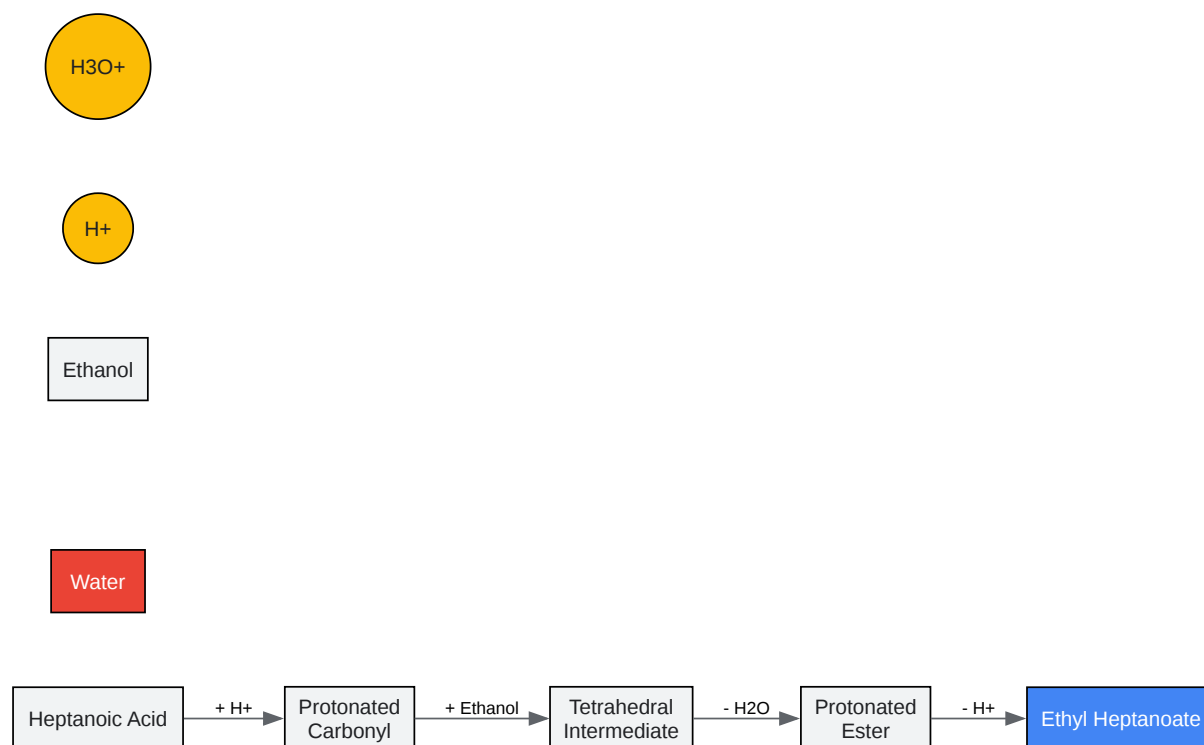 H3O+
H+
Ethanol
Water
Heptanoic Acid
+ H+
Protonated
Carbonyl
+ Ethanol
Tetrahedral
Intermediate
- H2O
Protonated
Ester
- H+
Ethyl Heptanoate